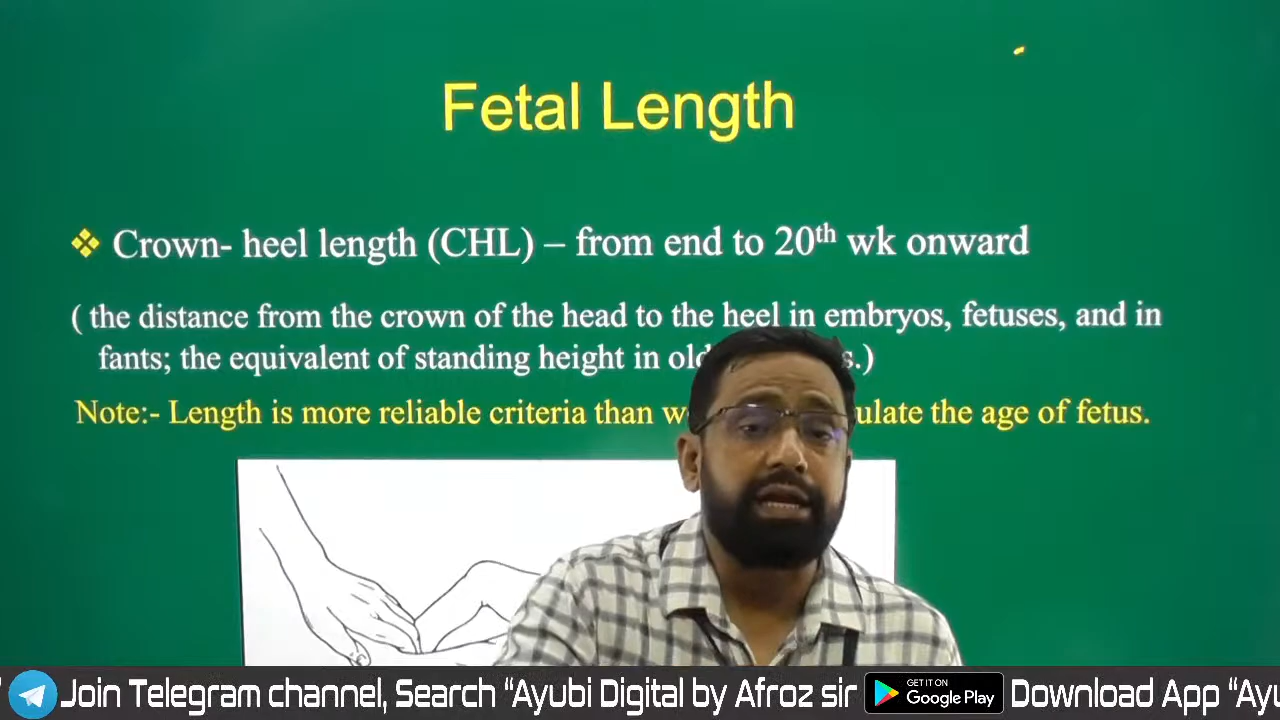 Fetal Length
❖ Crown- heel length (CHL) – from end to 20th wk onward
( the distance from the crown of the head to the heel in embryos, fetuses, and in
fants; the equivalent of standing height in old s.)
Note:- Length is more reliable criteria than ulate the age of fetus.
Join Telegram channel, Search “Ayubi Digital by Afroz sir GET IT ON Google Play Download App “Ayu